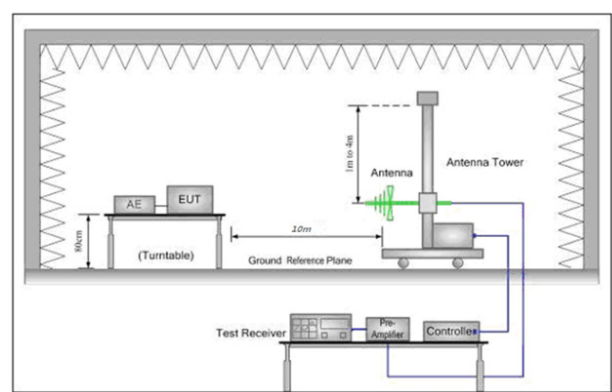 1m to 4m
Antenna
Antenna Tower
AE
EUT
80cm
(Turntable)
10m
Ground Reference Plane
Test Receiver
Pre-
Amplifier
Controller